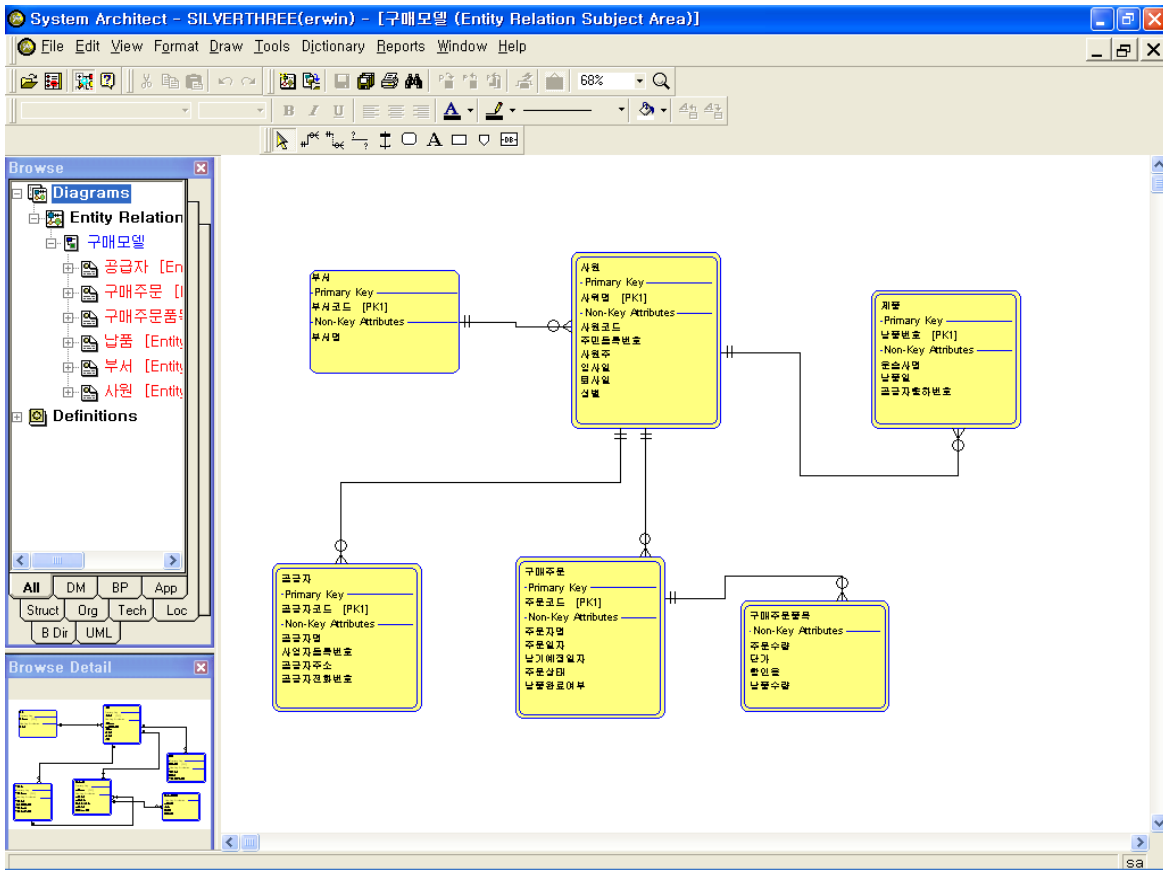 System Architect - SILVERTHREE(erwin) - [구매모델 (Entity Relation Subject Area)]
File Edit View Format Draw Tools Dictionary Reports Window Help
68%
B I U A
A DB
Browse
Diagrams
Entity Relation
구매모델
공급자 [En
구매주문 [
구매주문품
납품 [Entity
부서 [Entity
사원 [Entity
Definitions
All DM BP App
Struct Org Tech Loc
B Dir UML
Browse Detail
부서
Primary Key
부서코드 [PK1]
Non-Key Attributes
부서명
사원
Primary Key
사원명 [PK1]
Non-Key Attributes
사원코드
주민등록번호
사원주
입사일
퇴사일
성별
제품
Primary Key
납품번호 [PK1]
Non-Key Attributes
운송사명
납품일
공급자출하번호
공급자
Primary Key
공급자코드 [PK1]
Non-Key Attributes
공급자명
사업자등록번호
공급자주소
공급자전화번호
구매주문
Primary Key
주문코드 [PK1]
Non-Key Attributes
주문자명
주문일자
납기예정일자
주문상태
납품완료여부
구매주문품목
Non-Key Attributes
주문수량
단가
할인율
납품수량
sa